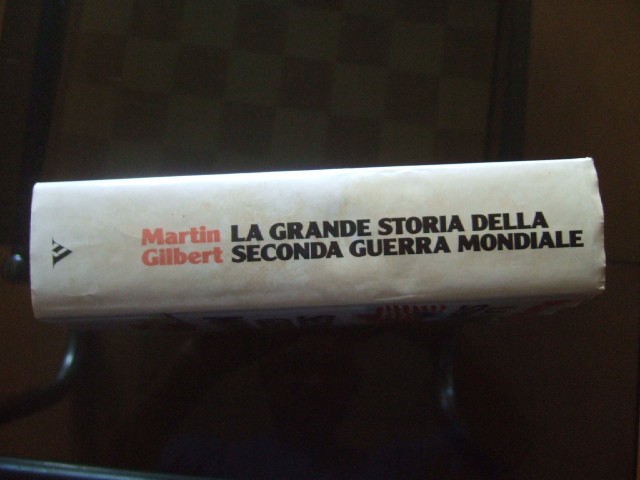 Martin
Gilbert
LA GRANDE STORIA DELLA
SECONDA GUERRA MONDIALE